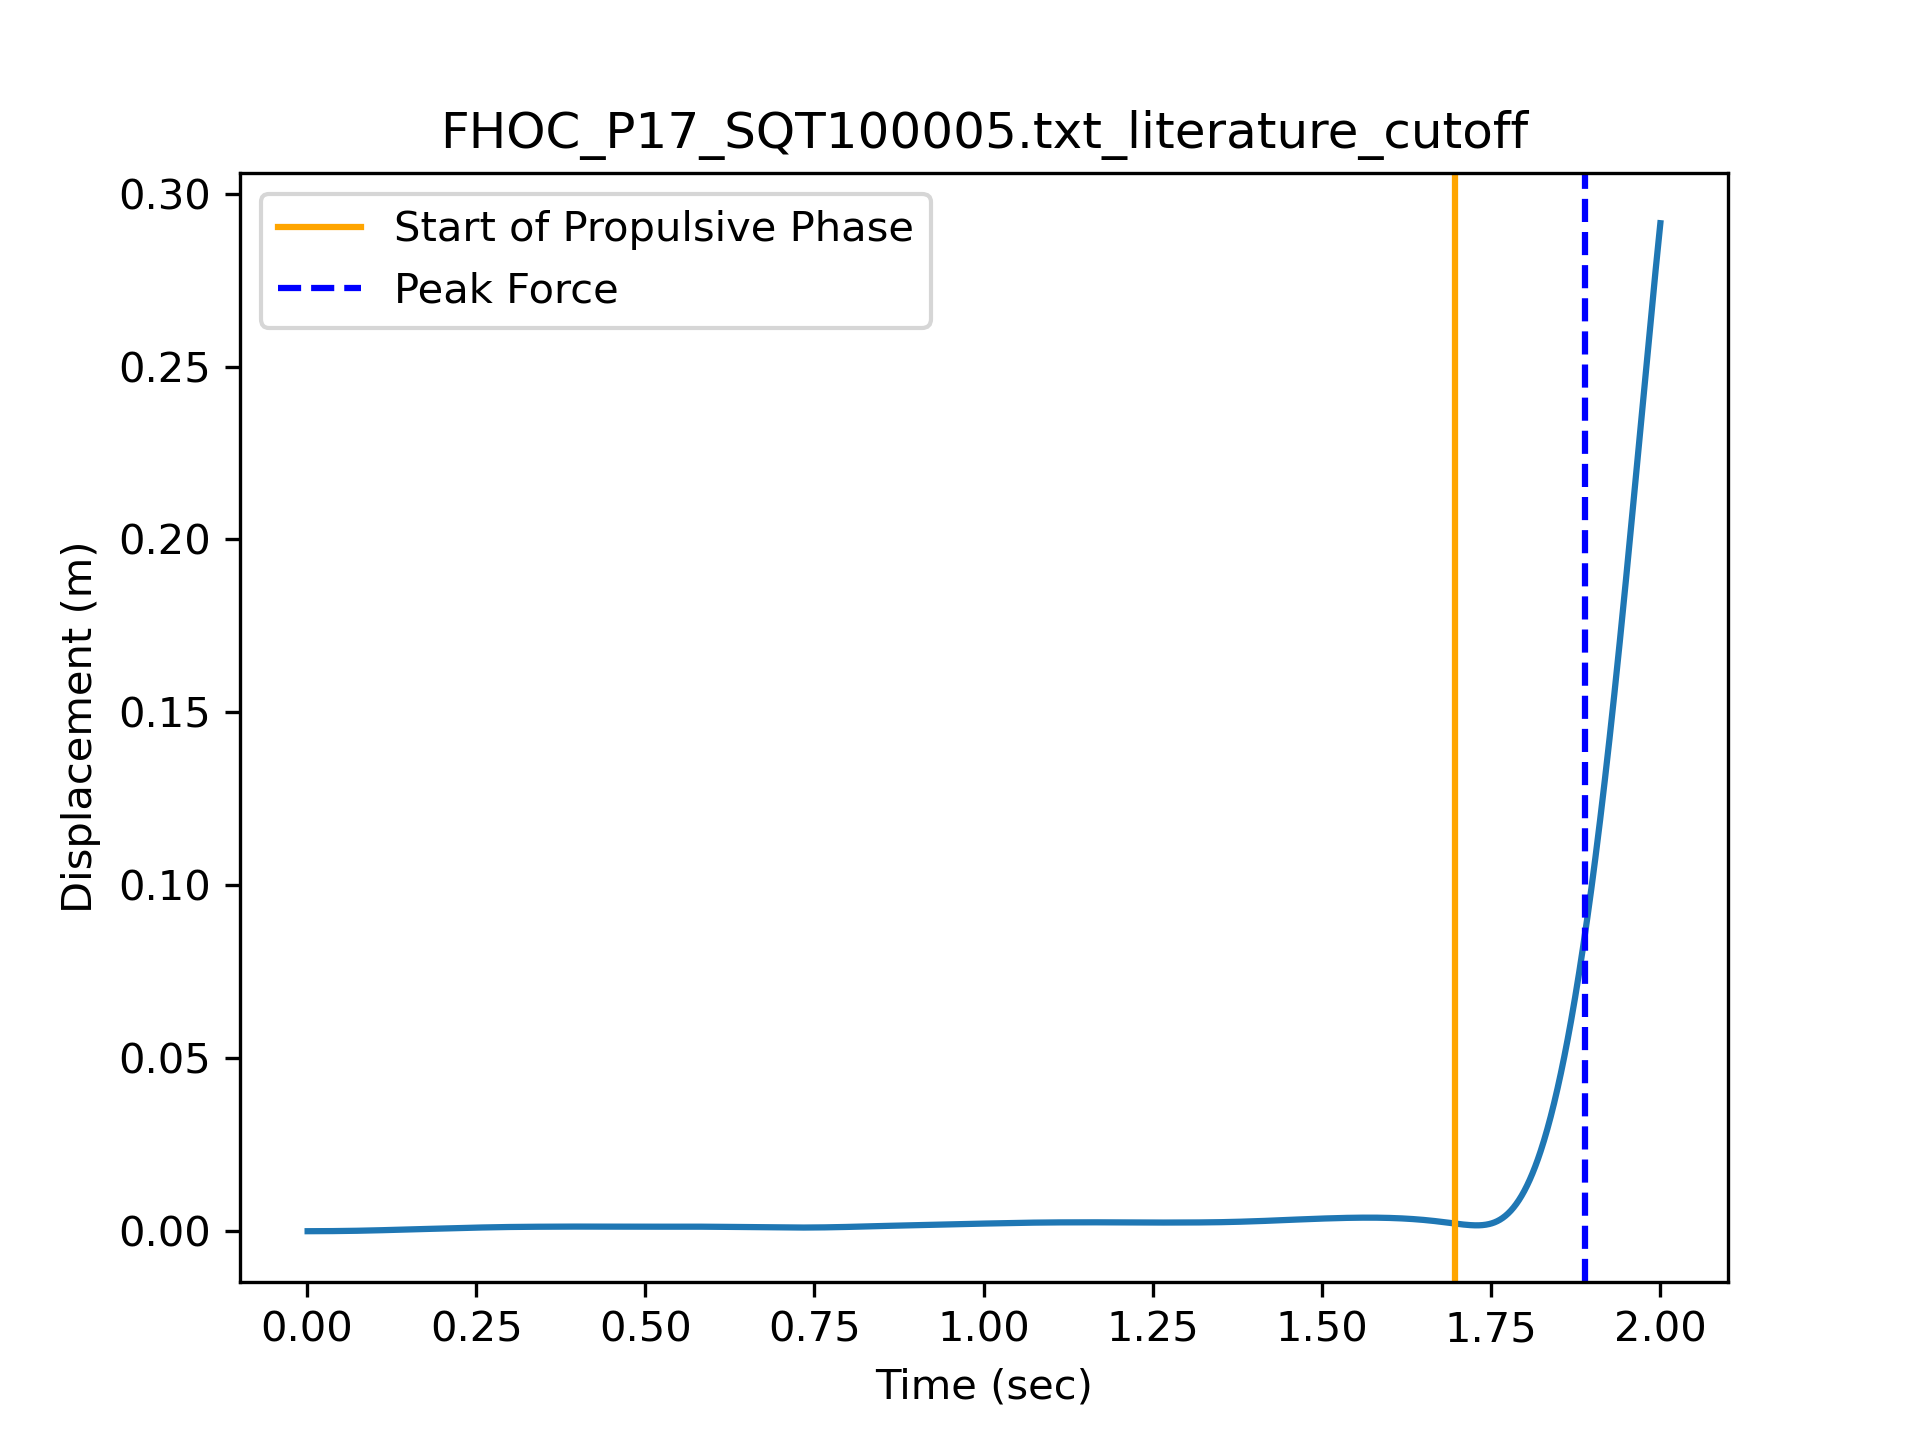 FHOC_P17_SQT100005.txt_literature_cutoff
Start of Propulsive Phase
Peak Force
0.30
0.25
0.20
0.15
0.10
0.05
0.00
Displacement (m)
0.00 0.25 0.50 0.75 1.00 1.25 1.50 1.75 2.00
Time (sec)